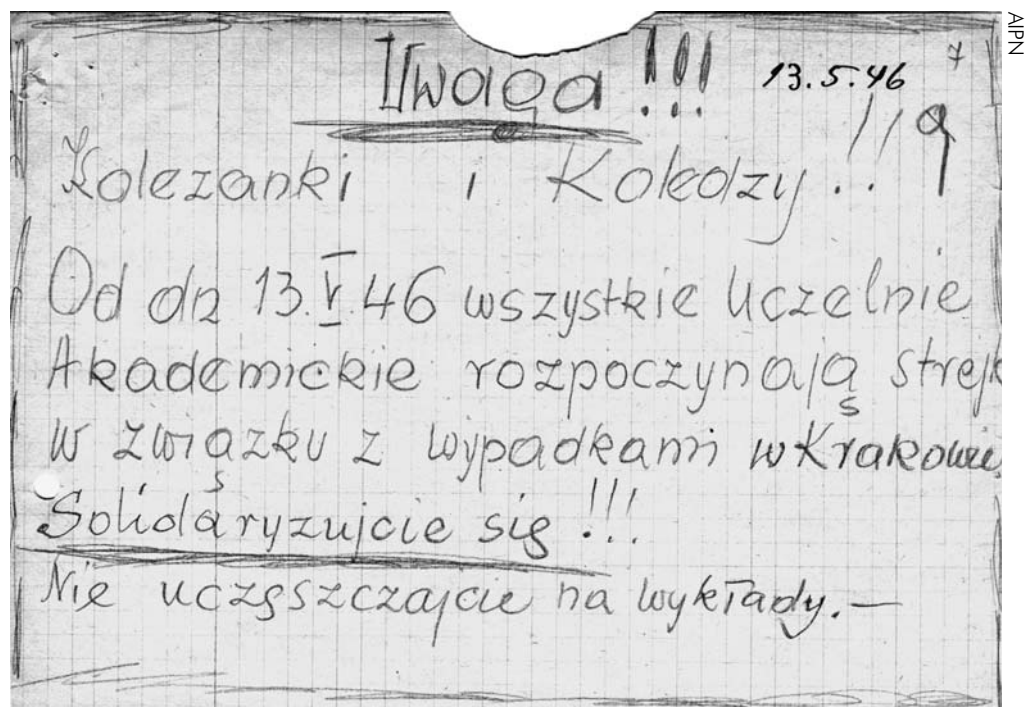 AIPN
7
Uwaga !!! 13.5.46
9
Kolezanki i Koledzy..!!
Od dn 13.V.46 wszystkie Uczelnie
Akademickie rozpoczynają strejk
w związku z wypadkami w Krakowie.
Solidaryzujcie się !!!
Nie uczęszczajcie na wykłady.—